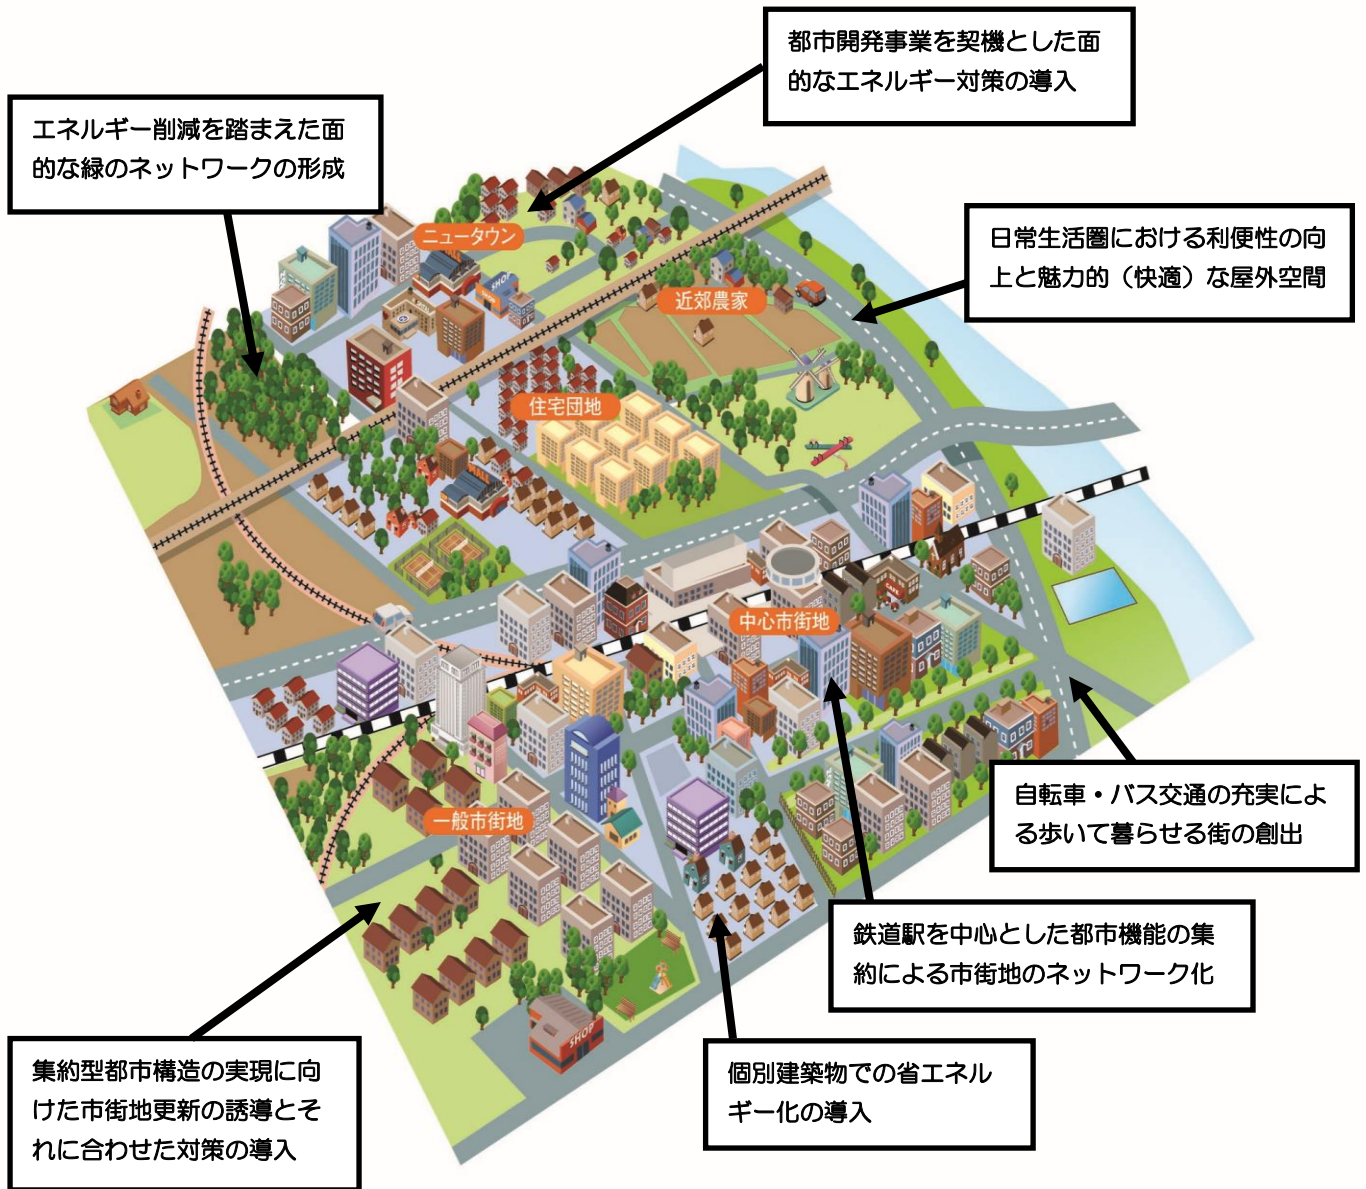 都市開発事業を契機とした面
的なエネルギー対策の導入
エネルギー削減を踏まえた面
的な緑のネットワークの形成
日常生活圏における利便性の向
上と魅力的（快適）な屋外空間
ニュータウン
SHOP
近郊農家
住宅団地
MALL
中心市街地
CAFE
一般市街地
自転車・バス交通の充実によ
る歩いて暮らせる街の創出
鉄道駅を中心とした都市機能の集
約による市街地のネットワーク化
SHOP
集約型都市構造の実現に向
けた市街地更新の誘導とそ
れに合わせた対策の導入
個別建築物での省エネル
ギー化の導入